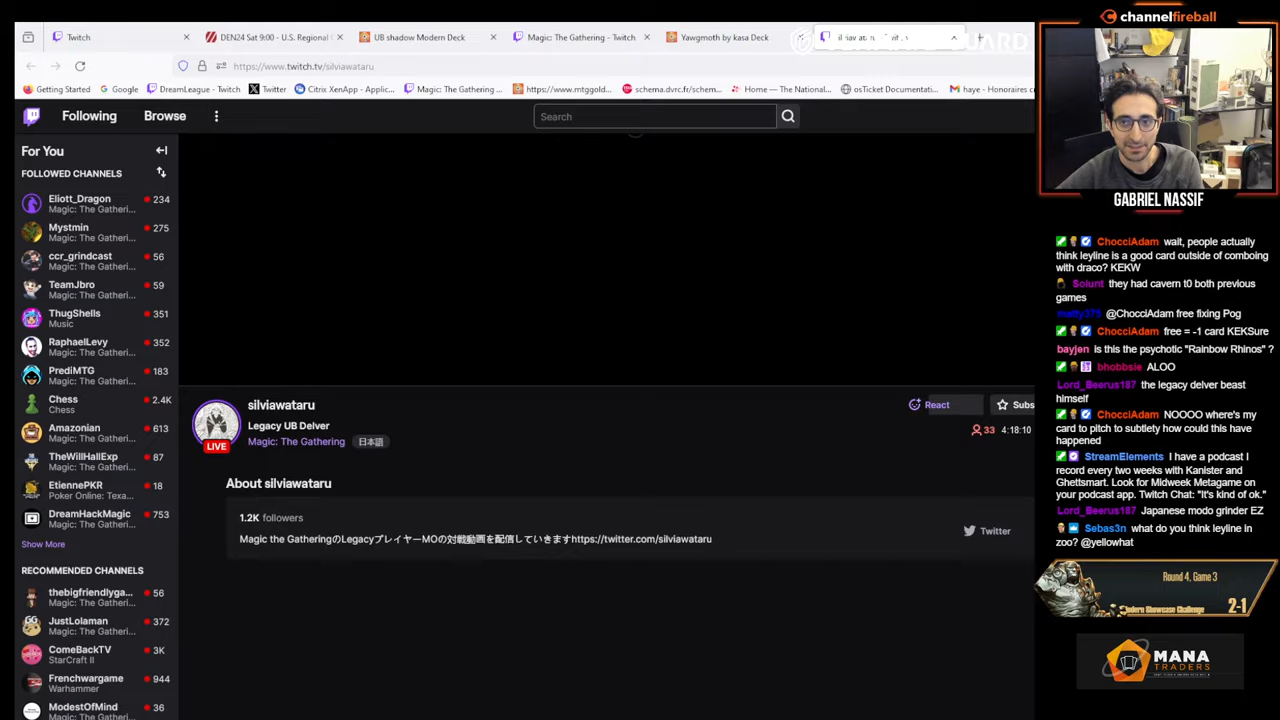 Twitch
DEN24 Sat 9:00 - U.S. Regional
UB shadow Modern Deck
Magic: The Gathering - Twitch
Yawgmoth by kasa Deck
https://www.twitch.tv/silviawataru
Getting Started
Google
DreamLeague - Twitch
Twitter
Citrix XenApp - Applic...
Magic: The Gathering ...
https://www.mtggold...
schema.dvrc.fr/schem...
Home — The National...
osTicket Documentati...
haye - Honoraires c
Following
Browse
Search
For You
FOLLOWED CHANNELS
Eliott_Dragon
234
Magic: The Gatheri...
Mystmin
275
Magic: The Gatheri...
ccr_grindcast
56
Magic: The Gatheri...
TeamJbro
59
Magic: The Gatheri...
ThugShells
351
Music
RaphaelLevy
352
Magic: The Gatheri...
PrediMTG
183
Magic: The Gatheri...
Chess
2.4K
Chess
Amazonian
613
Magic: The Gatheri...
TheWillHallExp
87
Magic: The Gatheri...
EtiennePKR
18
Poker Online: Texa...
DreamHackMagic
753
Magic: The Gatheri...
Show More
RECOMMENDED CHANNELS
thebigfriendlyga...
56
Magic: The Gatheri...
JustLolaman
372
Magic: The Gatheri...
ComeBackTV
3K
StarCraft II
Frenchwargame
944
Warhammer
ModestOfMind
36
Magic: The Gatheri...
LIVE
silviawataru
Legacy UB Delver
Magic: The Gathering
日本語
React
Subs
33
4:18:10
About silviawataru
1.2K followers
Magic the GatheringのLegacyプレイヤーMOの対戦動画を配信していきますhttps://twitter.com/silviawataru
Twitter
channelfireball
GABRIEL NASSIF
ChocciAdam wait, people actually
think leyline is a good card outside of comboing
with draco? KEKW
Solunt they had cavern t0 both previous
games
@ChocciAdam free fixing Pog
ChocciAdam free = -1 card KEKSure
bayjen is this the psychotic "Rainbow Rhinos" ?
bhobbsie ALOO
Lord_Beerus187 the legacy delver beast
himself
ChocciAdam NOOOO where's my
card to pitch to subtlety how could this have
happened
StreamElements I have a podcast I
record every two weeks with Kanister and
Ghettsmart. Look for Midweek Metagame on
your podcast app. Twitch Chat: "It's kind of ok."
Lord_Beerus187 Japanese modo grinder EZ
Sebas3n what do you think leyline in
zoo? @yellowhat
Round 4, Game 3
Modern Showcase Challenge
2-1
MANA
TRADERS